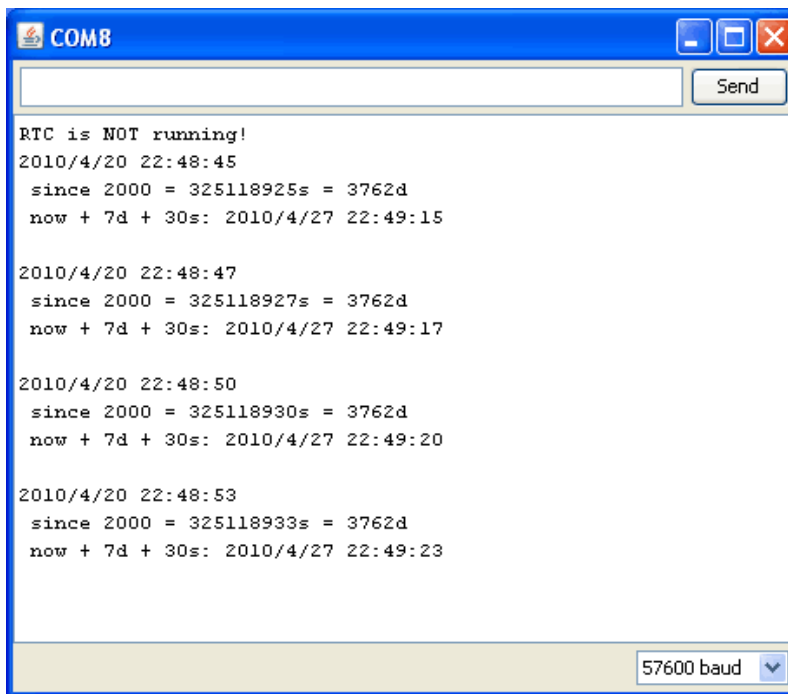 COM8
Send
RTC is NOT running!
2010/4/20 22:48:45
since 2000 = 325118925s = 3762d
now + 7d + 30s: 2010/4/27 22:49:15
2010/4/20 22:48:47
since 2000 = 325118927s = 3762d
now + 7d + 30s: 2010/4/27 22:49:17
2010/4/20 22:48:50
since 2000 = 325118930s = 3762d
now + 7d + 30s: 2010/4/27 22:49:20
2010/4/20 22:48:53
since 2000 = 325118933s = 3762d
now + 7d + 30s: 2010/4/27 22:49:23
57600 baud